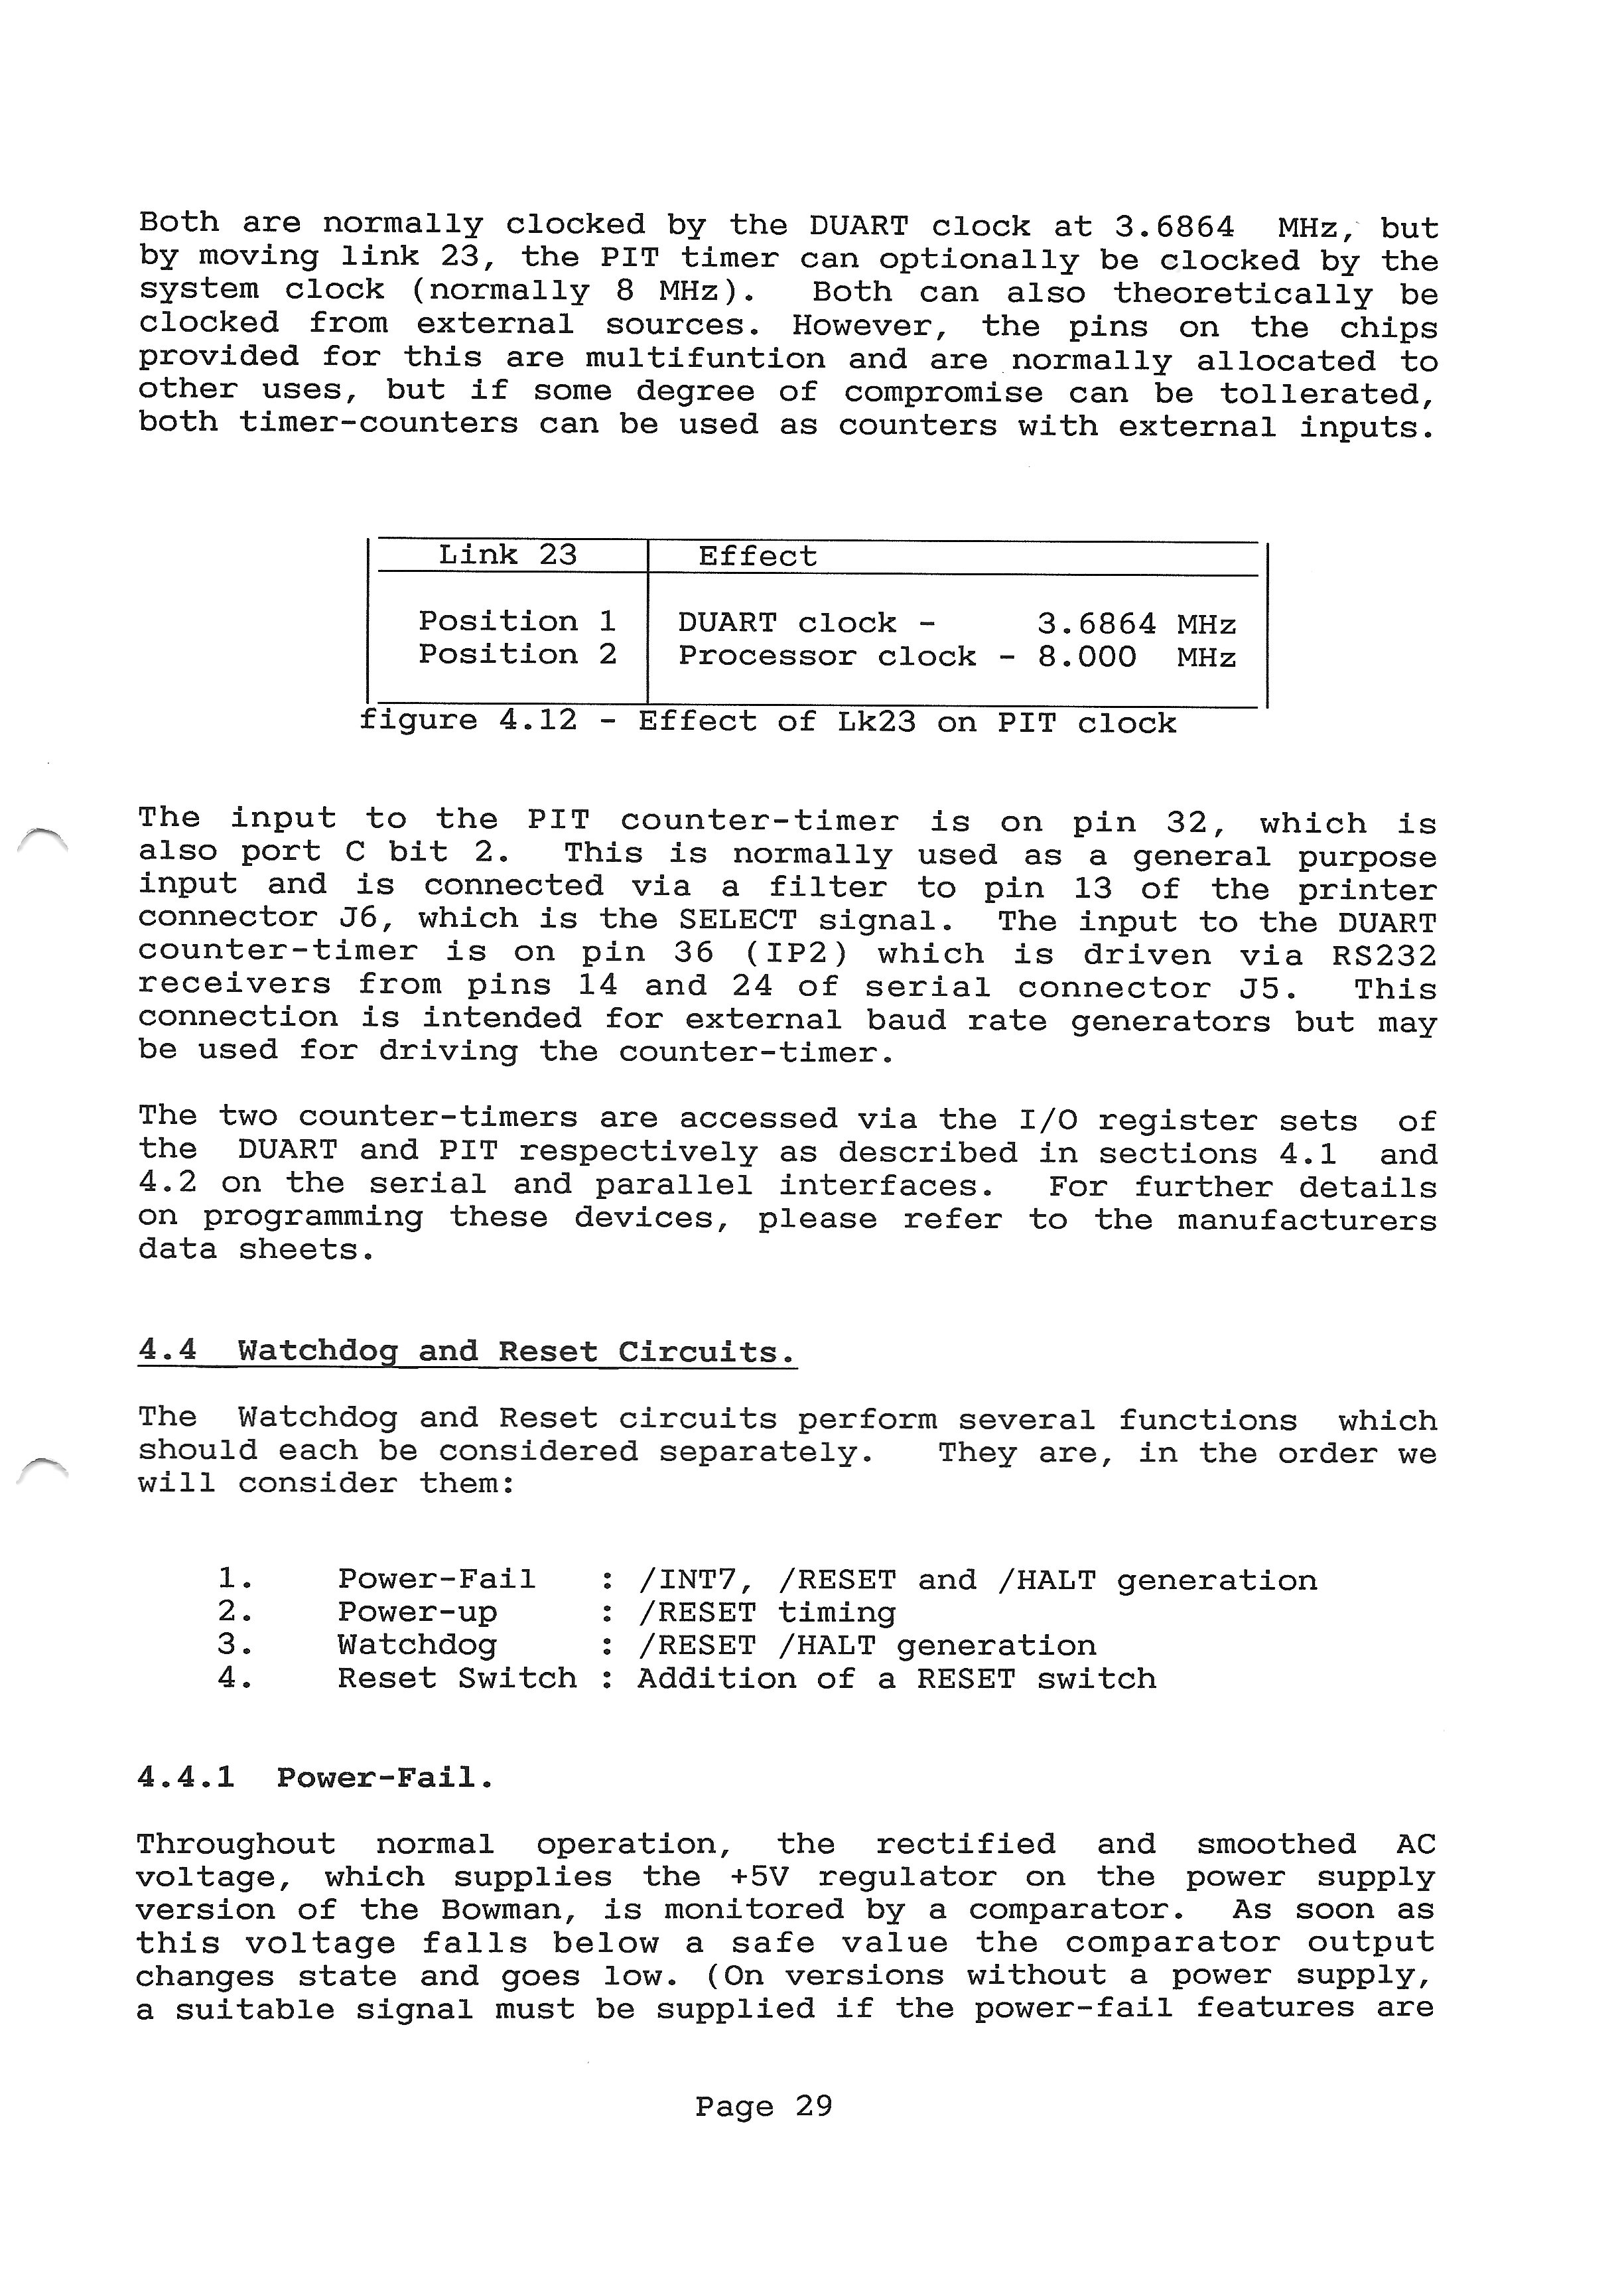 Both are normally clocked by the DUART clock at 3.6864 MHz, but
by moving link 23, the PIT timer can optionally be clocked by the
system clock (normally 8 MHz). Both can also theoretically be
clocked from external sources. However, the pins on the chips
provided for this are multifuntion and are normally allocated to
other uses, but if some degree of compromise can be tollerated,
both timer-counters can be used as counters with external inputs.
Link 23 Effect
Position 1 DUART clock - 3.6864 MHz
Position 2 Processor clock - 8.000 MHz
figure 4.12 - Effect of Lk23 on PIT clock
The input to the PIT counter-timer is on pin 32, which is
also port C bit 2. This is normally used as a general purpose
input and is connected via a filter to pin 13 of the printer
connector J6, which is the SELECT signal. The input to the DUART
counter-timer is on pin 36 (IP2) which is driven via RS232
receivers from pins 14 and 24 of serial connector J5. This
connection is intended for external baud rate generators but may
be used for driving the counter-timer.
The two counter-timers are accessed via the I/O register sets of
the DUART and PIT respectively as described in sections 4.1 and
4.2 on the serial and parallel interfaces. For further details
on programming these devices, please refer to the manufacturers
data sheets.
4.4 Watchdog and Reset Circuits.
The Watchdog and Reset circuits perform several functions which
should each be considered separately. They are, in the order we
will consider them:
1. Power-Fail : /INT7, /RESET and /HALT generation
2. Power-up : /RESET timing
3. Watchdog : /RESET /HALT generation
4. Reset Switch : Addition of a RESET switch
4.4.1 Power-Fail.
Throughout normal operation, the rectified and smoothed AC
voltage, which supplies the +5V regulator on the power supply
version of the Bowman, is monitored by a comparator. As soon as
this voltage falls below a safe value the comparator output
changes state and goes low. (On versions without a power supply,
a suitable signal must be supplied if the power-fail features are
Page 29